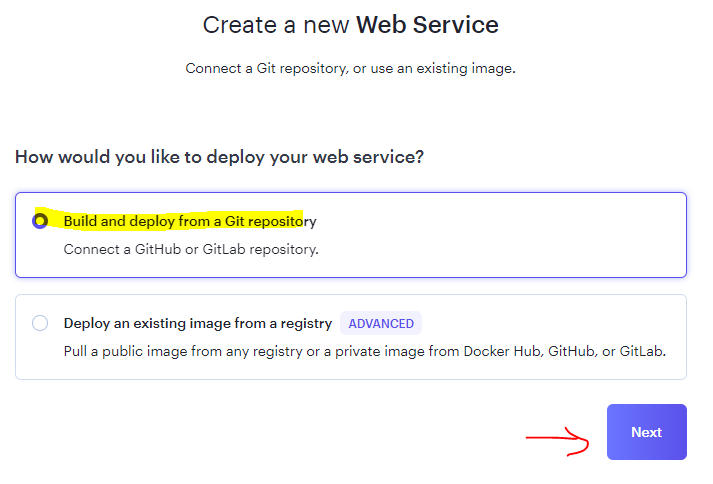 Create a new Web Service
Connect a Git repository, or use an existing image.
How would you like to deploy your web service?
Build and deploy from a Git repository
Connect a GitHub or GitLab repository.
Deploy an existing image from a registry ADVANCED
Pull a public image from any registry or a private image from Docker Hub, GitHub, or GitLab.
Next